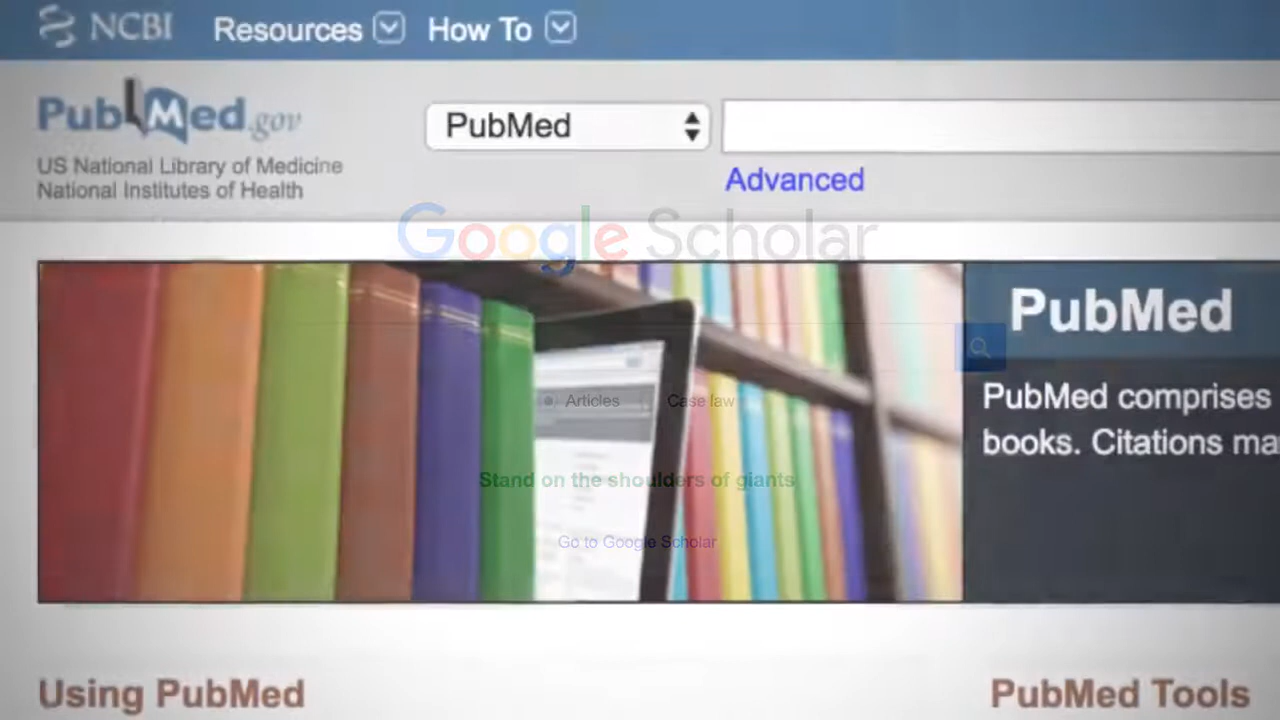 NCBI Resources How To
PubMed.gov
PubMed
US National Library of Medicine
National Institutes of Health
Advanced
Google Scholar
PubMed
Articles Case law
PubMed comprises
books. Citations ma
Stand on the shoulders of giants
Go to Google Scholar
Using PubMed
PubMed Tools